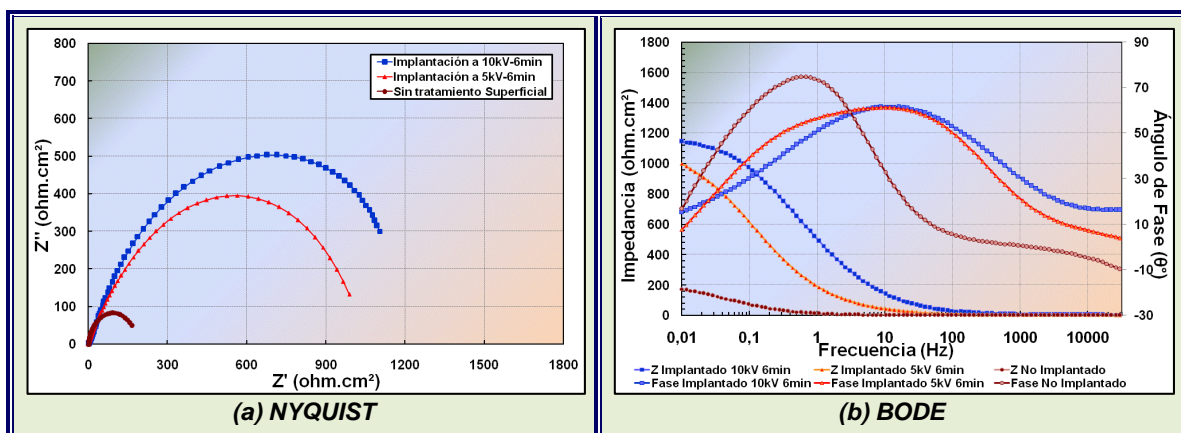 800
700
600
500
400
300
200
100
0
Z'' (ohm.cm²)
Implantación a 10kV-6min
Implantación a 5kV-6min
Sin tratamiento Superficial
0 300 600 900 1200 1500 1800
Z' (ohm.cm²)
(a) NYQUIST
1800
1600
1400
1200
1000
800
600
400
200
0
Impedancia (ohm.cm²)
90
70
50
30
10
-10
-30
Ángulo de Fase (θ°)
0,01 0,1 1 10 100 1000 10000
Frecuencia (Hz)
Z Implantado 10kV 6min Z Implantado 5kV 6min Z No Implantado
Fase Implantado 10kV 6min Fase Implantado 5kV 6min Fase No Implantado
(b) BODE